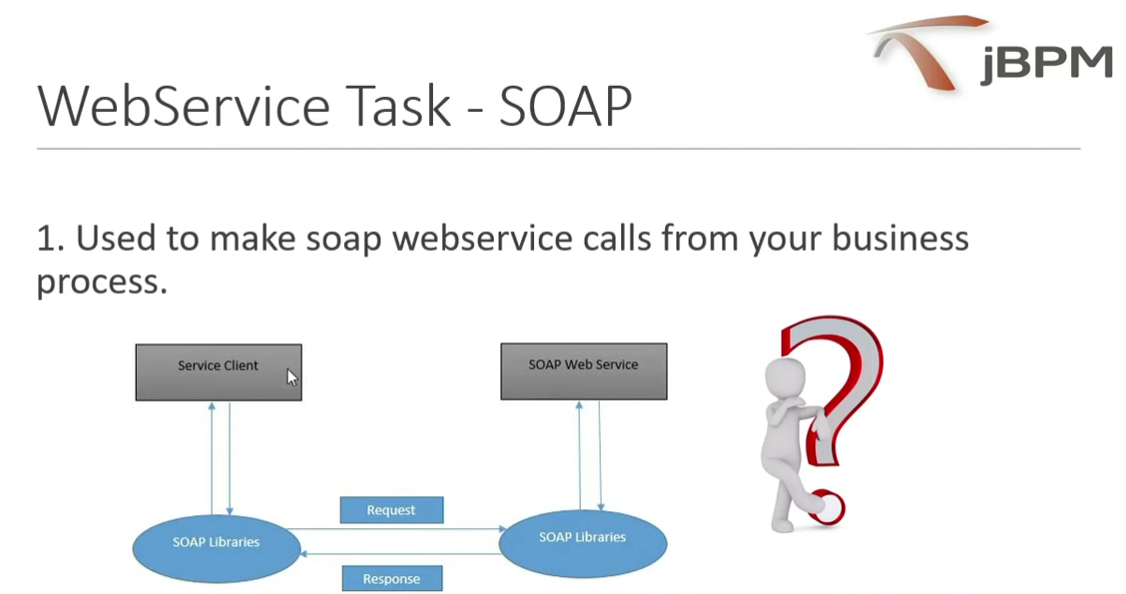 jBPM
WebService Task - SOAP
1. Used to make soap webservice calls from your business
process.
Service Client
SOAP Web Service
Request
SOAP Libraries
SOAP Libraries
Response